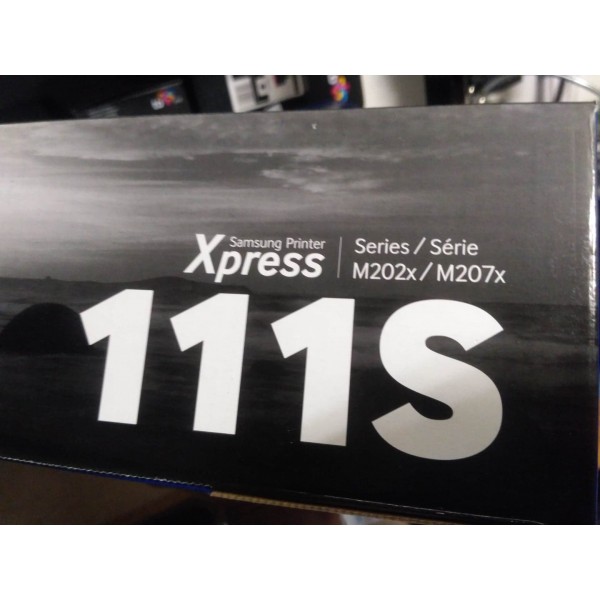 Samsung Printer
Xpress
Series / Série
M202x / M207x
111S